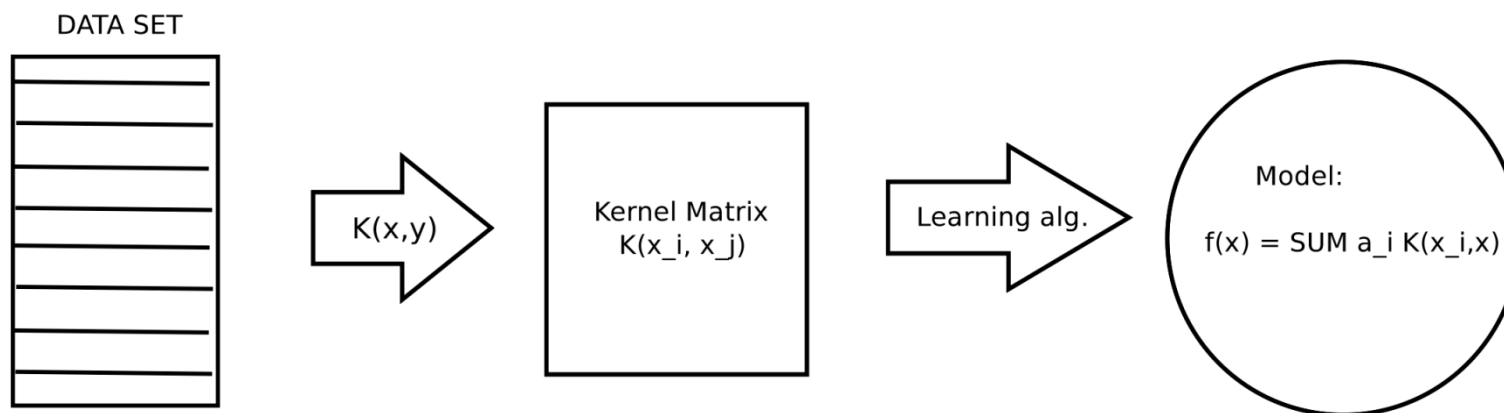 DATA SET
K(x,y)
Kernel Matrix
K(x_i, x_j)
Learning alg.
Model:
f(x) = SUM a_i K(x_i,x)